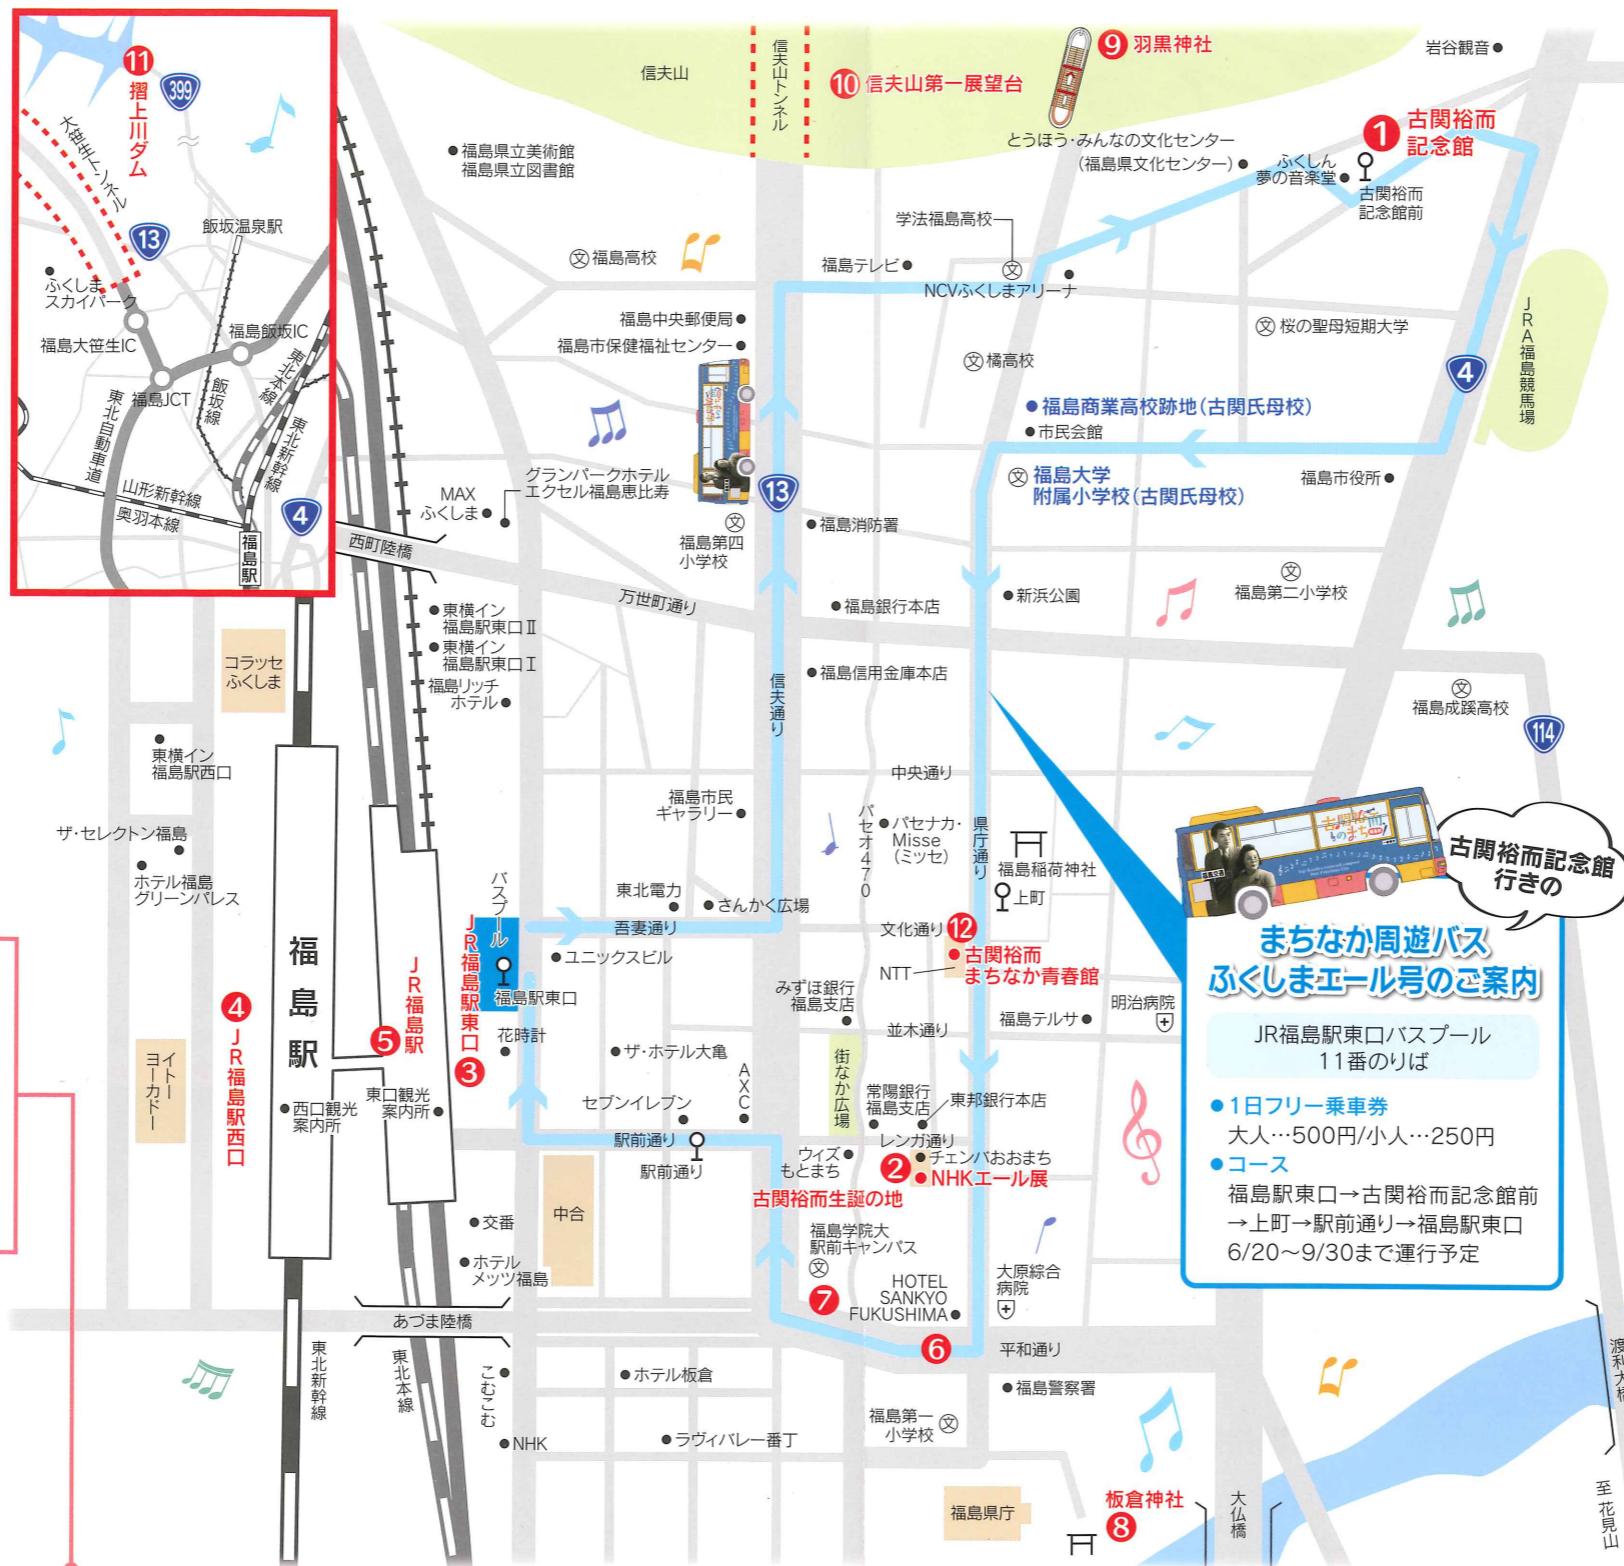 ⑪
摺上川ダム
399
大笹生トンネル
13
飯坂温泉駅
ふくしま
スカイパーク
福島大笹生IC
福島飯坂IC
福島JCT
飯坂線
東北本線
東北新幹線
東北自動車道
山形新幹線
奥羽本線
4
福島駅
信夫山
信夫山トンネル
⑩ 信夫山第一展望台
⑨ 羽黒神社
岩谷観音
とうほう・みんなの文化センター
(福島県文化センター)
① 古関裕而
記念館
ふくしん
夢の音楽堂
古関裕而
記念館前
福島県立美術館
福島県立図書館
文 福島高校
学法福島高校
文
福島テレビ
NCVふくしまアリーナ
福島中央郵便局
福島市保健福祉センター
文 桜の聖母短期大学
文 橘高校
JRA福島競馬場
4
福島商業高校跡地(古関氏母校)
市民会館
文 福島大学
附属小学校(古関氏母校)
福島市役所
グランパークホテル
エクセル福島恵比寿
MAX
ふくしま
13
文
福島第四
小学校
福島消防署
西町陸橋
万世町通り
福島銀行本店
新浜公園
文
福島第二小学校
東横イン
福島駅東口Ⅱ
東横イン
福島駅東口Ⅰ
福島リッチ
ホテル
コラッセ
ふくしま
福島信用金庫本店
信夫通り
文
福島成蹊高校
114
東横イン
福島駅西口
中央通り
福島市民
ギャラリー
パセオ470
パセナカ・
Misse
(ミッセ)
県庁通り
福島稲荷神社
上町
ザ・セレクトン福島
ホテル福島
グリーンパレス
バスプール
東北電力
さんかく広場
吾妻通り
文化通り
⑫
古関裕而
まちなか青春館
NTT
ユニックスビル
福島駅東口
JR福島駅東口
③
花時計
福島駅
JR福島駅
⑤
④
JR福島駅西口
みずほ銀行
福島支店
並木通り
福島テルサ
明治病院
イトー
ヨーカドー
西口観光
案内所
東口観光
案内所
ザ・ホテル大亀
AXC
セブンイレブン
駅前通り
駅前通り
街なか広場
常陽銀行
福島支店
東邦銀行本店
レンガ通り
チェンバおおまち
② NHKエール展
ウィズ
もとまち
古関裕而生誕の地
交番
中合
ホテル
メッツ福島
福島学院大
駅前キャンパス
文
⑦
HOTEL
SANKYO
FUKUSHIMA
大原綜合
病院
あづま陸橋
⑥
平和通り
東北新幹線
東北本線
こむこむ
ホテル板倉
福島警察署
NHK
ラヴィバレー一番丁
福島第一
小学校
文
福島県庁
板倉神社
⑧
大仏橋
渡利大橋
至 花見山
古関裕而のまち
古関裕而記念館
行きの
まちなか周遊バス
ふくしまエール号のご案内
JR福島駅東口バスプール
11番のりば
●1日フリー乗車券
大人…500円/小人…250円
●コース
福島駅東口→古関裕而記念館前
→上町→駅前通り→福島駅東口
6/20～9/30まで運行予定